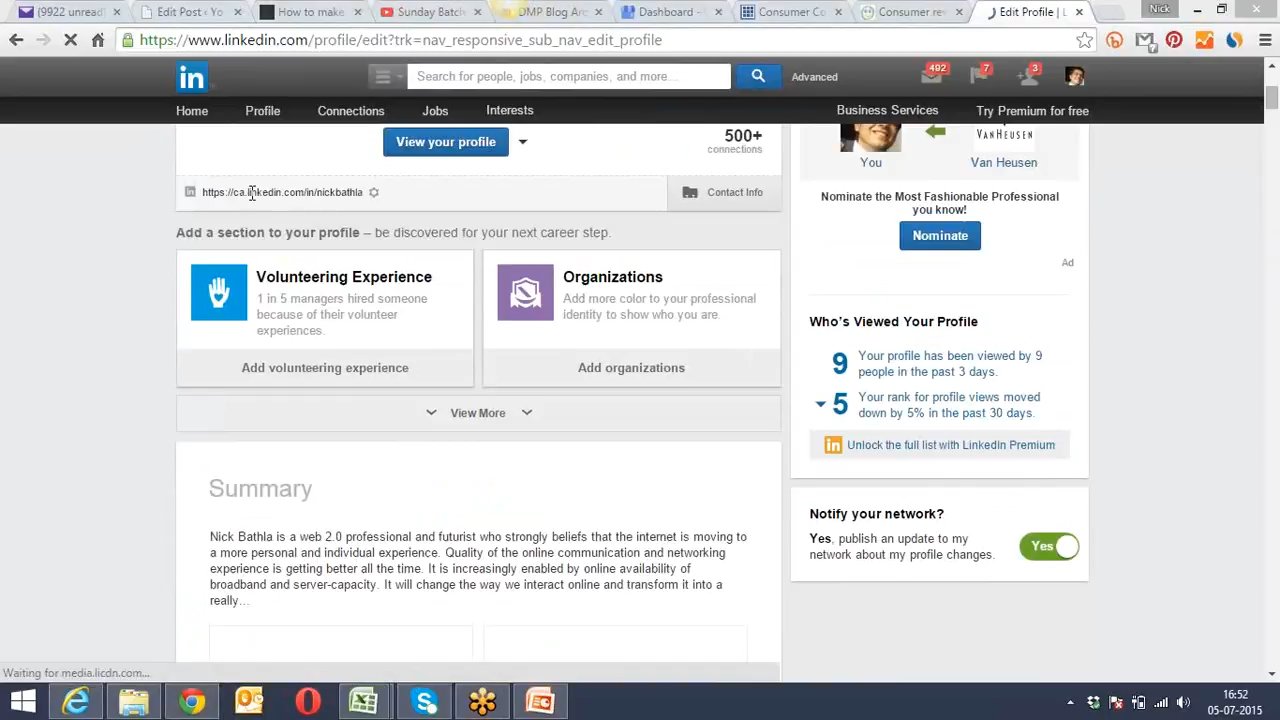 (9922 unread)
Edit Post ‹ Yo
How to make
Sunday Batch
DMP Blog Are
Dashboard -
Consumer Co
Consumer rev
Edit Profile | L
Nick
https://www.linkedin.com/profile/edit?trk=nav_responsive_sub_nav_edit_profile
in
Search for people, jobs, companies, and more...
Advanced
492
7
3
Home
Profile
Connections
Jobs
Interests
Business Services
Try Premium for free
View your profile
500+
connections
https://ca.linkedin.com/in/nickbathla
Contact Info
Add a section to your profile – be discovered for your next career step.
Volunteering Experience
1 in 5 managers hired someone
because of their volunteer
experiences.
Add volunteering experience
Organizations
Add more color to your professional
identity to show who you are.
Add organizations
View More
Summary
Nick Bathla is a web 2.0 professional and futurist who strongly beliefs that the internet is moving to
a more personal and individual experience. Quality of the online communication and networking
experience is getting better all the time. It is increasingly enabled by online availability of
broadband and server-capacity. It will change the way we interact online and transform it into a
really...
VANHEUSEN
You
Van Heusen
Nominate the Most Fashionable Professional
you know!
Nominate
Ad
Who's Viewed Your Profile
9
Your profile has been viewed by 9
people in the past 3 days.
5
Your rank for profile views moved
down by 5% in the past 30 days.
in
Unlock the full list with LinkedIn Premium
Notify your network?
Yes, publish an update to my
network about my profile changes.
Yes
Waiting for media.licdn.com...
16:52
05-07-2015